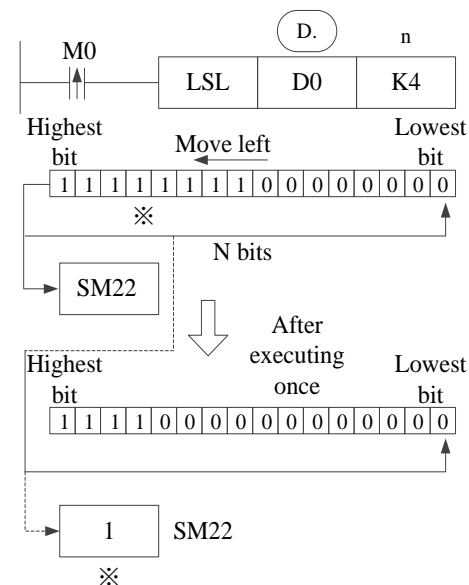 D.
n
M0
LSL D0 K4
Highest bit
Move left
Lowest bit
1 1 1 1 1 1 1 1 0 0 0 0 0 0 0 0
※
N bits
SM22
After executing once
Highest bit
Lowest bit
1 1 1 1 0 0 0 0 0 0 0 0 0 0 0 0
1
SM22
※